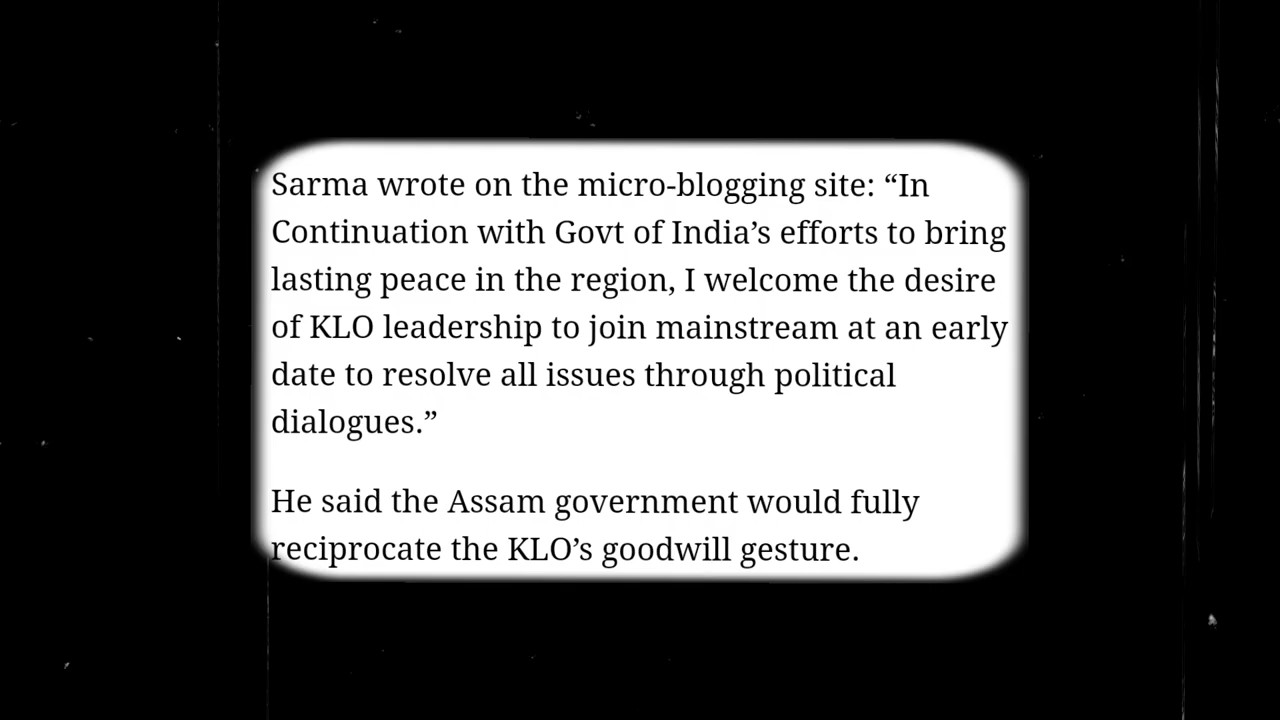 Sarma wrote on the micro-blogging site: “In
Continuation with Govt of India’s efforts to bring
lasting peace in the region, I welcome the desire
of KLO leadership to join mainstream at an early
date to resolve all issues through political
dialogues.”
He said the Assam government would fully
reciprocate the KLO’s goodwill gesture.